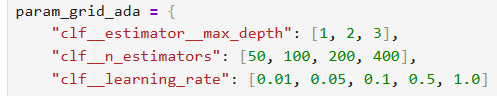 param_grid_ada = {
    "clf__estimator__max_depth": [1, 2, 3],
    "clf__n_estimators": [50, 100, 200, 400],
    "clf__learning_rate": [0.01, 0.05, 0.1, 0.5, 1.0]